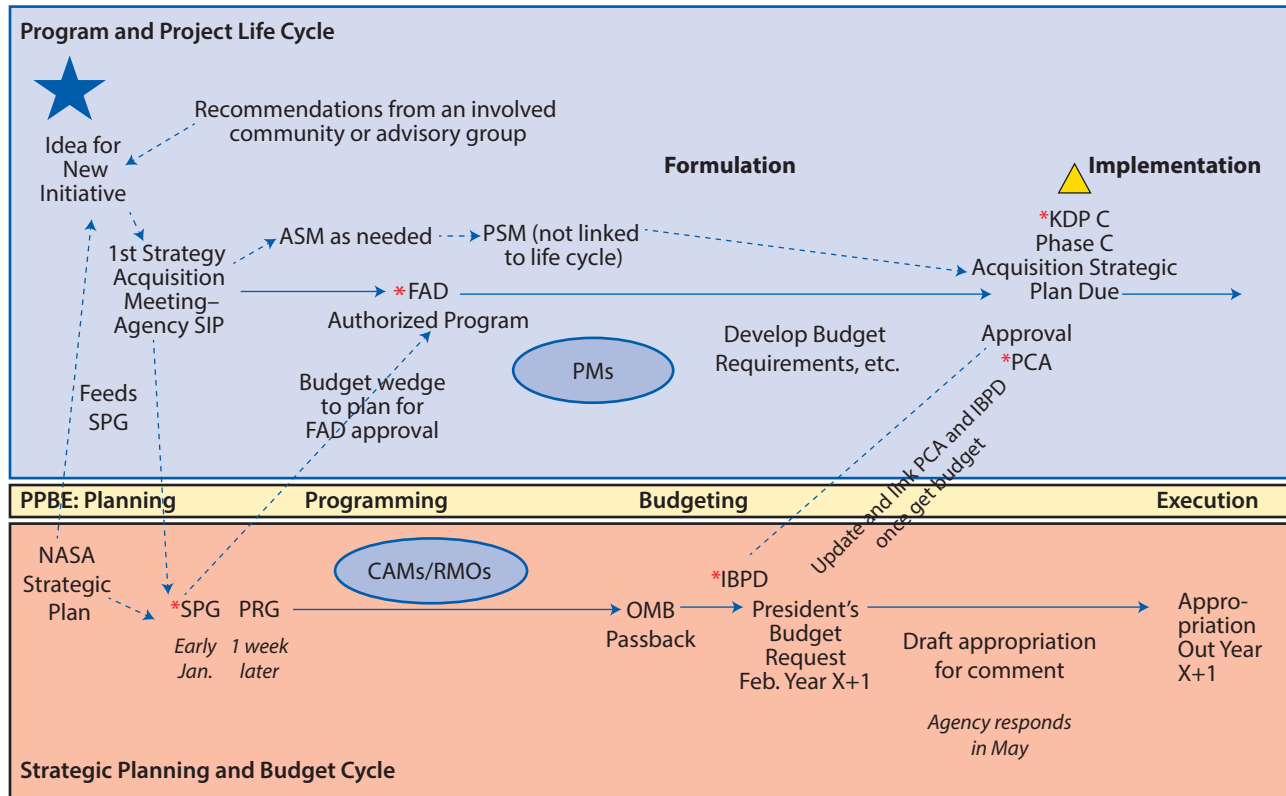 Program and Project Life Cycle
Recommendations from an involved
community or advisory group
Idea for
New
Initiative
Formulation
Implementation
*KDP C
Phase C
Acquisition Strategic
Plan Due
1st Strategy
Acquisition
Meeting–
Agency SIP
ASM as needed
PSM (not linked
to life cycle)
*FAD
Authorized Program
PMs
Develop Budget
Requirements, etc.
Approval
*PCA
Feeds
SPG
Budget wedge
to plan for
FAD approval
Update and link PCA and IBPD
once get budget
PPBE: Planning
Programming
Budgeting
Execution
NASA
Strategic
Plan
*SPG
Early
Jan.
PRG
1 week
later
CAMs/RMOs
OMB
Passback
*IBPD
President’s
Budget
Request
Feb. Year X+1
Draft appropriation
for comment
Agency responds
in May
Appro-
priation
Out Year
X+1
Strategic Planning and Budget Cycle